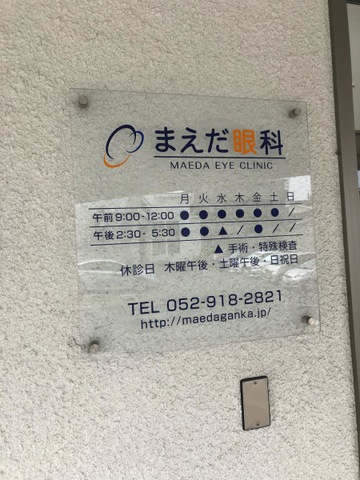 まえだ眼科
MAEDA EYE CLINIC
月 火 水 木 金 土 日
午前 9:00-12:00 ● ● ● ● ● ● /
午後 2:30- 5:30 ● ● ▲ / ● / /
▲ 手術・特殊検査
休診日 木曜午後・土曜午後・日祝日
TEL 052-918-2821
http://maedaganka.jp/